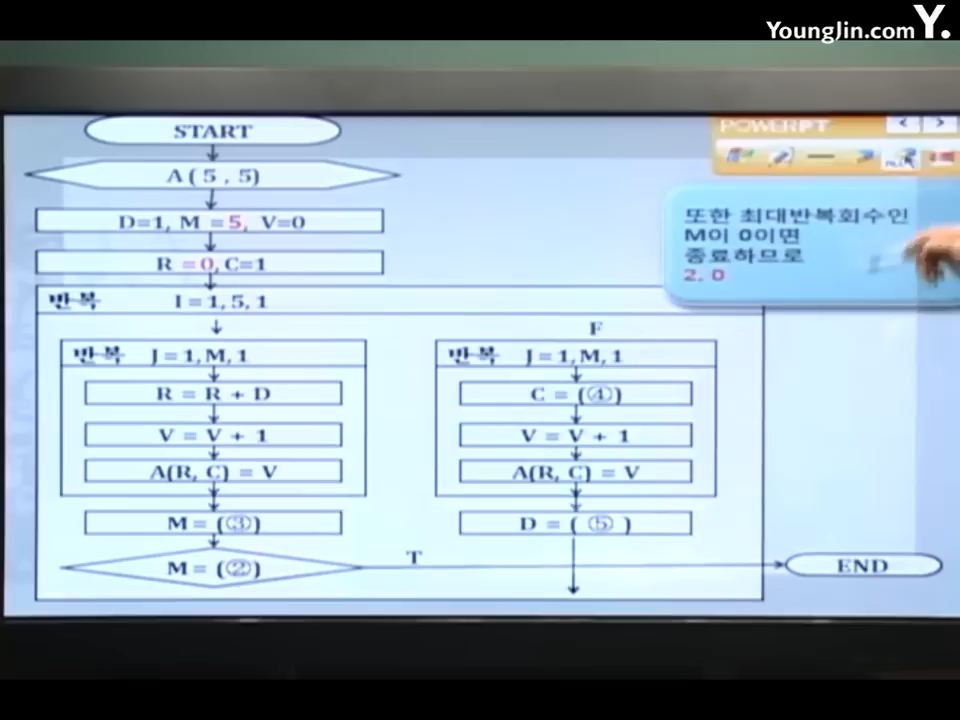 YoungJin.com Y.
START
POWERPT
A ( 5 , 5)
D=1, M =5, V=0
또한 최대반복회수인
M이 0이면
종료하므로
2. 0
R =0, C=1
반복 I = 1, 5, 1
F
반복 J = 1, M, 1
R = R + D
V = V + 1
A(R, C) = V
M = (③)
M = (②)
T
반복 J = 1, M, 1
C = (④)
V = V + 1
A(R, C) = V
D = ( ⑤ )
END